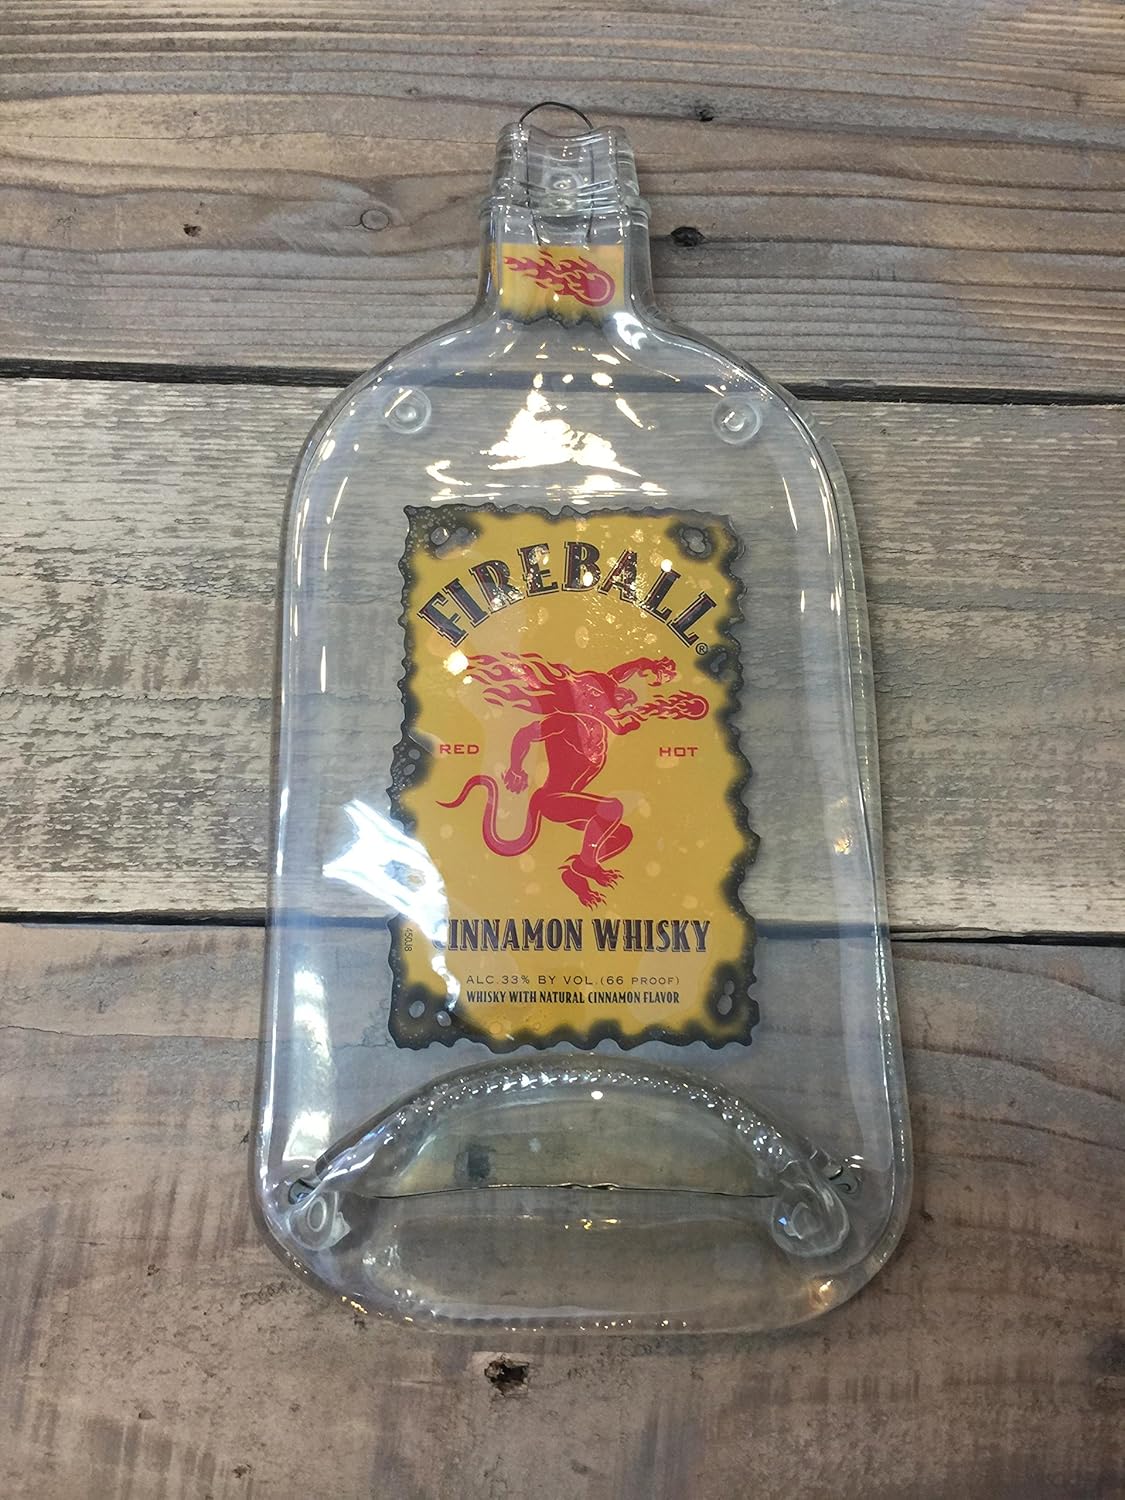 FIREBALL®
RED HOT
CINNAMON WHISKY
ALC. 33% BY VOL. (66 PROOF)
WHISKY WITH NATURAL CINNAMON FLAVOR